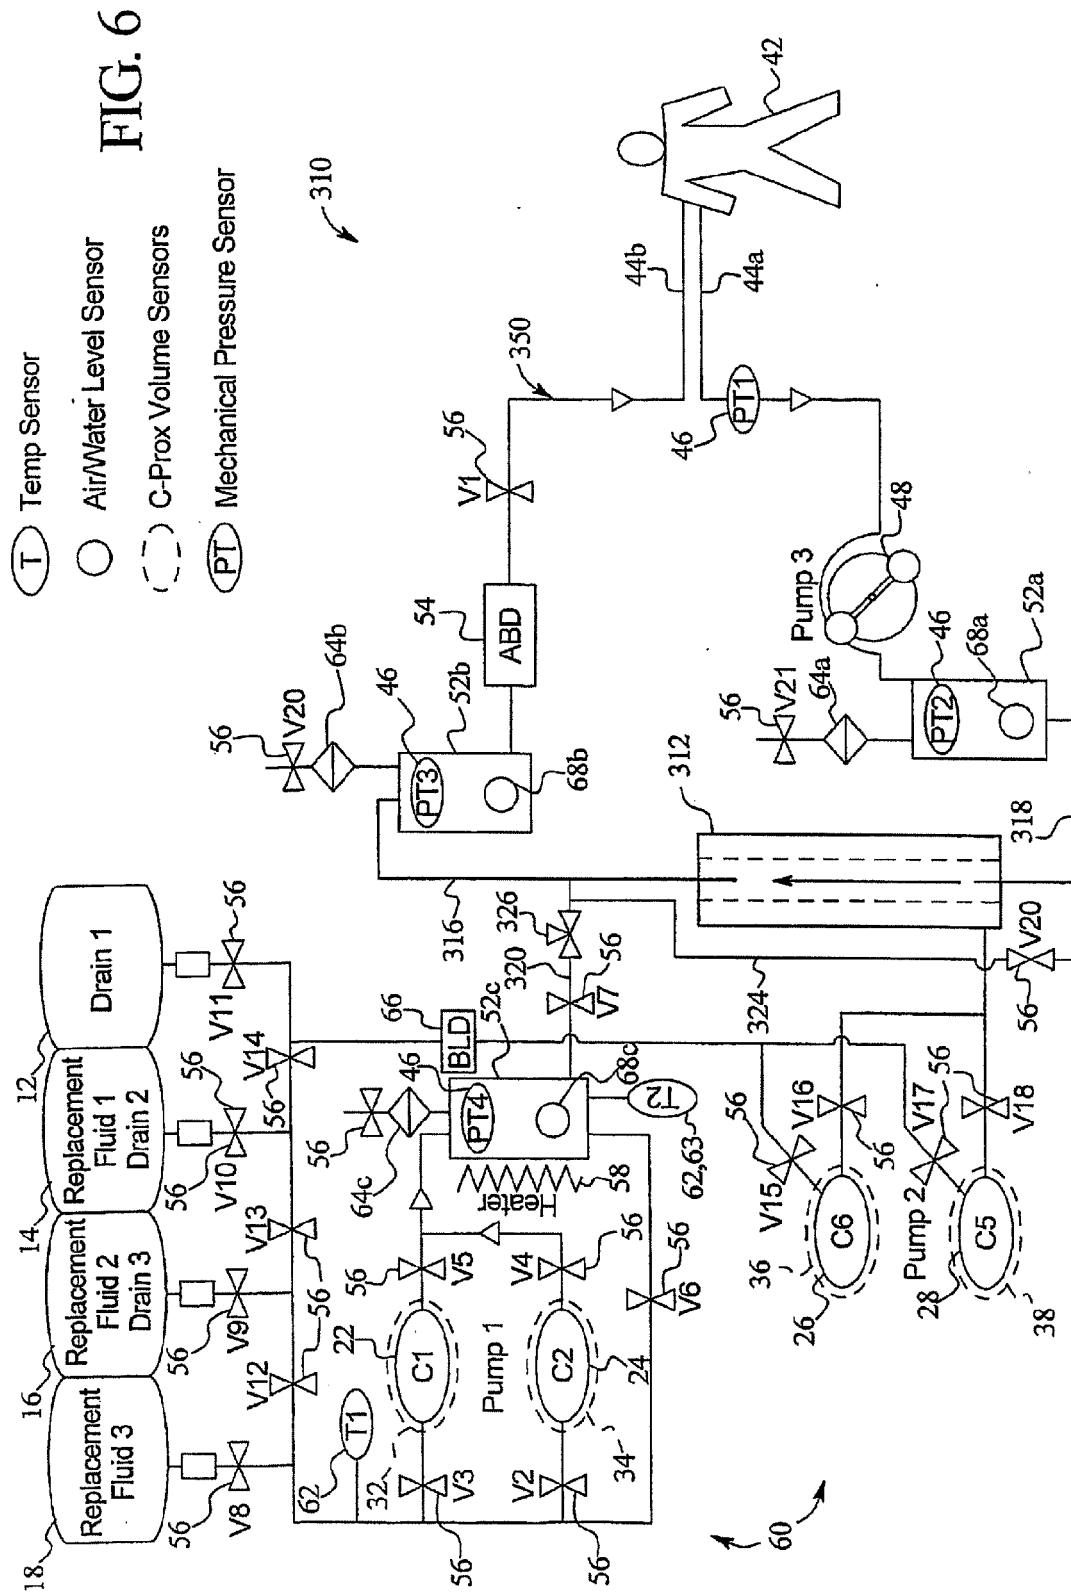 FIG. 6
T Temp Sensor
Air/Water Level Sensor
C-Prox Volume Sensors
PT Mechanical Pressure Sensor
310
Drain 1
12
Replacement
Fluid 1
Drain 2
14
Replacement
Fluid 2
Drain 3
16
Replacement
Fluid 3
18
56
V11
56
V10
56
56
V9
56
V8
V14
56
V13
56
V12
56
62
T1
32
C1
22
56
V3
56
V5
Pump 1
34
C2
24
V2
56
V4
56
V6
56
60
Heater
58
56
64c
46
PT4
52c
68c
T2
62,63
66
BLD
V7
56
320
326
316
324
56
V20
312
318
56
V20
64b
46
PT3
52b
68b
54
ABD
V1
56
350
44b
44a
42
46
PT1
Pump 3
48
56
V21
64a
46
PT2
68a
52a
V15
56
V16
56
36
C6
26
Pump 2
V17
56
V18
28
C5
38